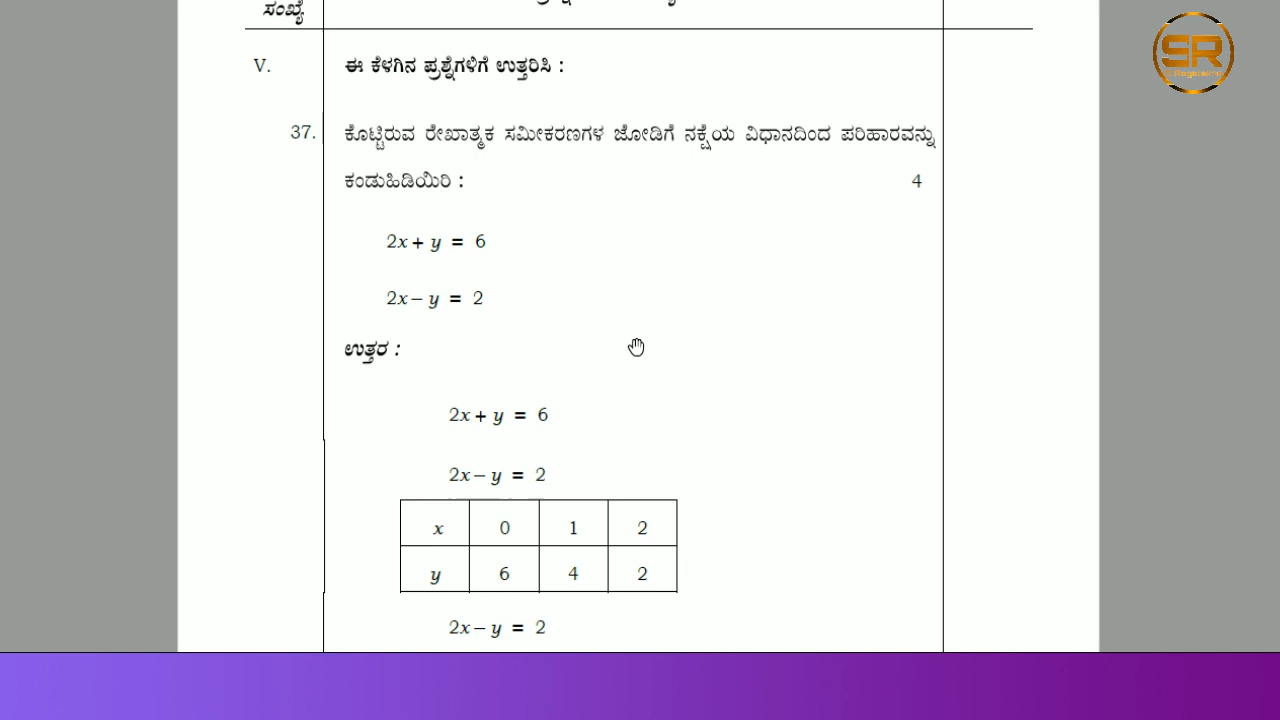 ಸಂಖ್ಯೆ
SR
V. ಈ ಕೆಳಗಿನ ಪ್ರಶ್ನೆಗಳಿಗೆ ಉತ್ತರಿಸಿ :
37. ಕೊಟ್ಟಿರುವ ರೇಖಾತ್ಮಕ ಸಮೀಕರಣಗಳ ಜೋಡಿಗೆ ನಕ್ಷೆಯ ವಿಧಾನದಿಂದ ಪರಿಹಾರವನ್ನು
ಕಂಡುಹಿಡಿಯಿರಿ : 4
2x + y = 6
2x – y = 2
ಉತ್ತರ :
2x + y = 6
2x – y = 2
x 0 1 2
y 6 4 2
2x – y = 2